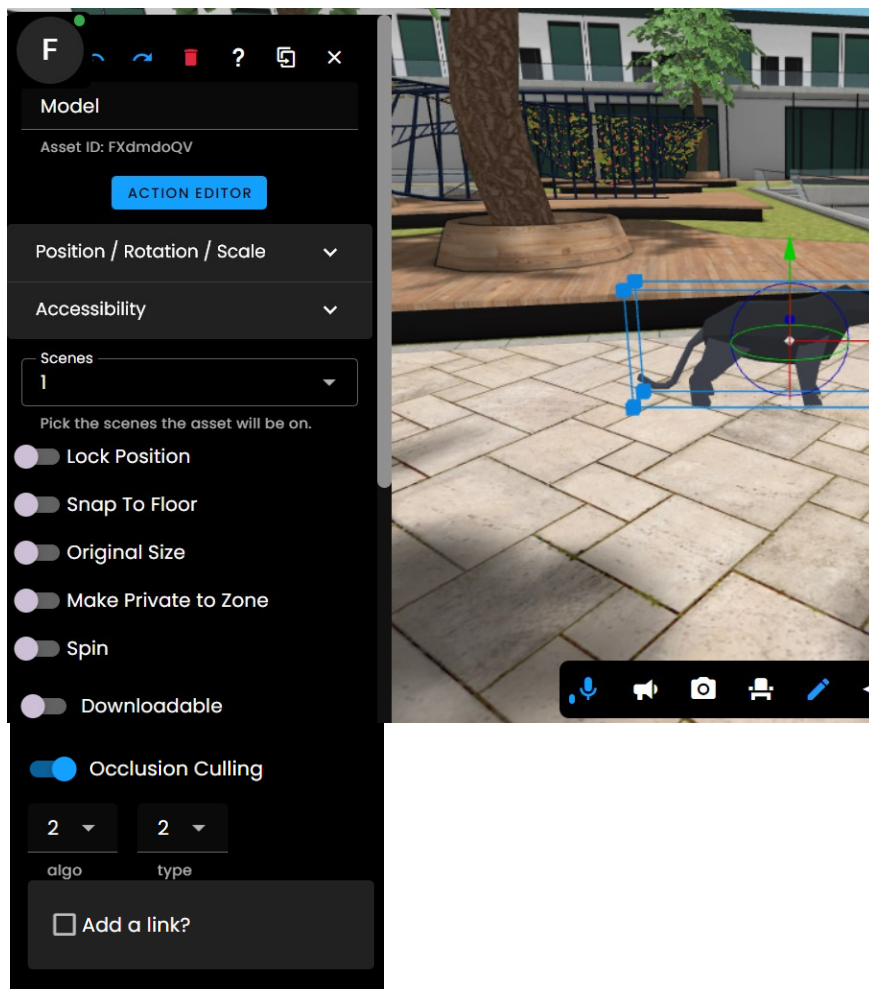 F
?
Model
Asset ID: FXdmdoQV
ACTION EDITOR
Position / Rotation / Scale
Accessibility
Scenes
1
Pick the scenes the asset will be on.
Lock Position
Snap To Floor
Original Size
Make Private to Zone
Spin
Downloadable
Occlusion Culling
2 2
algo type
Add a link?